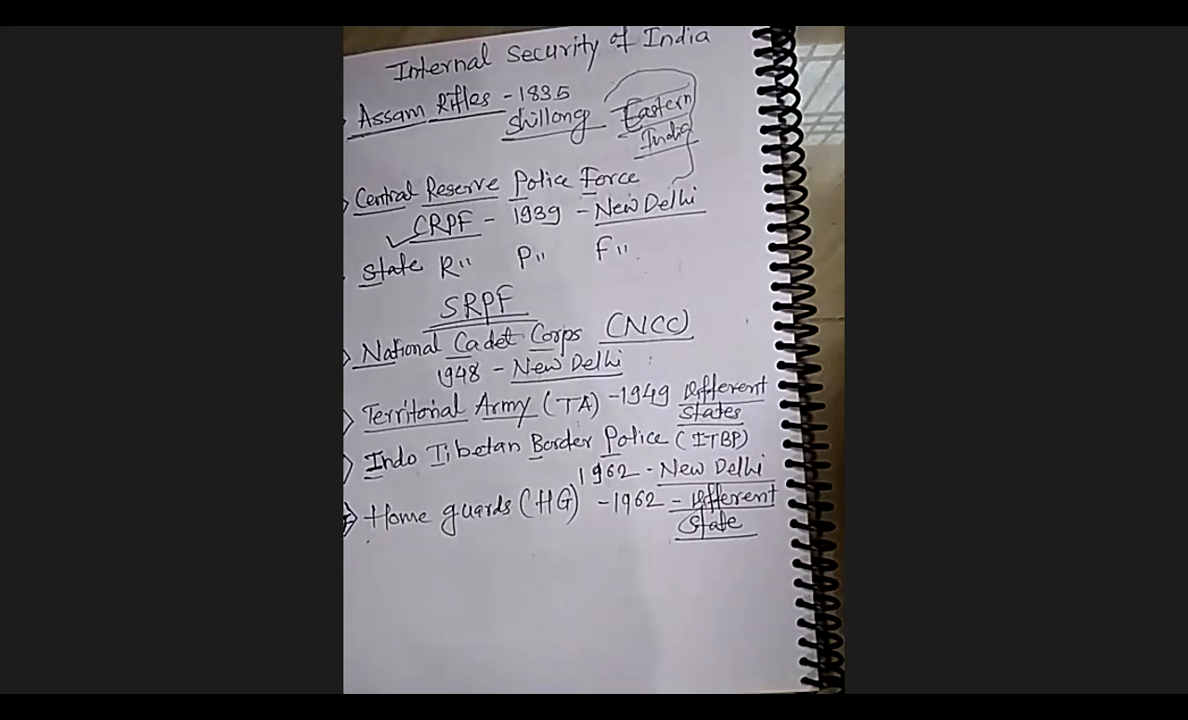 Internal Security of India
Assam Rifles - 1835
Shillong Eastern
India
Central Reserve Police Force
CRPF - 1939 - New Delhi
State R" P" F".
SRPF
National Cadet Corps (NCC)
1948 - New Delhi
Territorial Army (TA) - 1949 Different
States
Indo Tibetan Border Police (ITBP)
1962 - New Delhi
Home guards (HG) - 1962 - Different
State